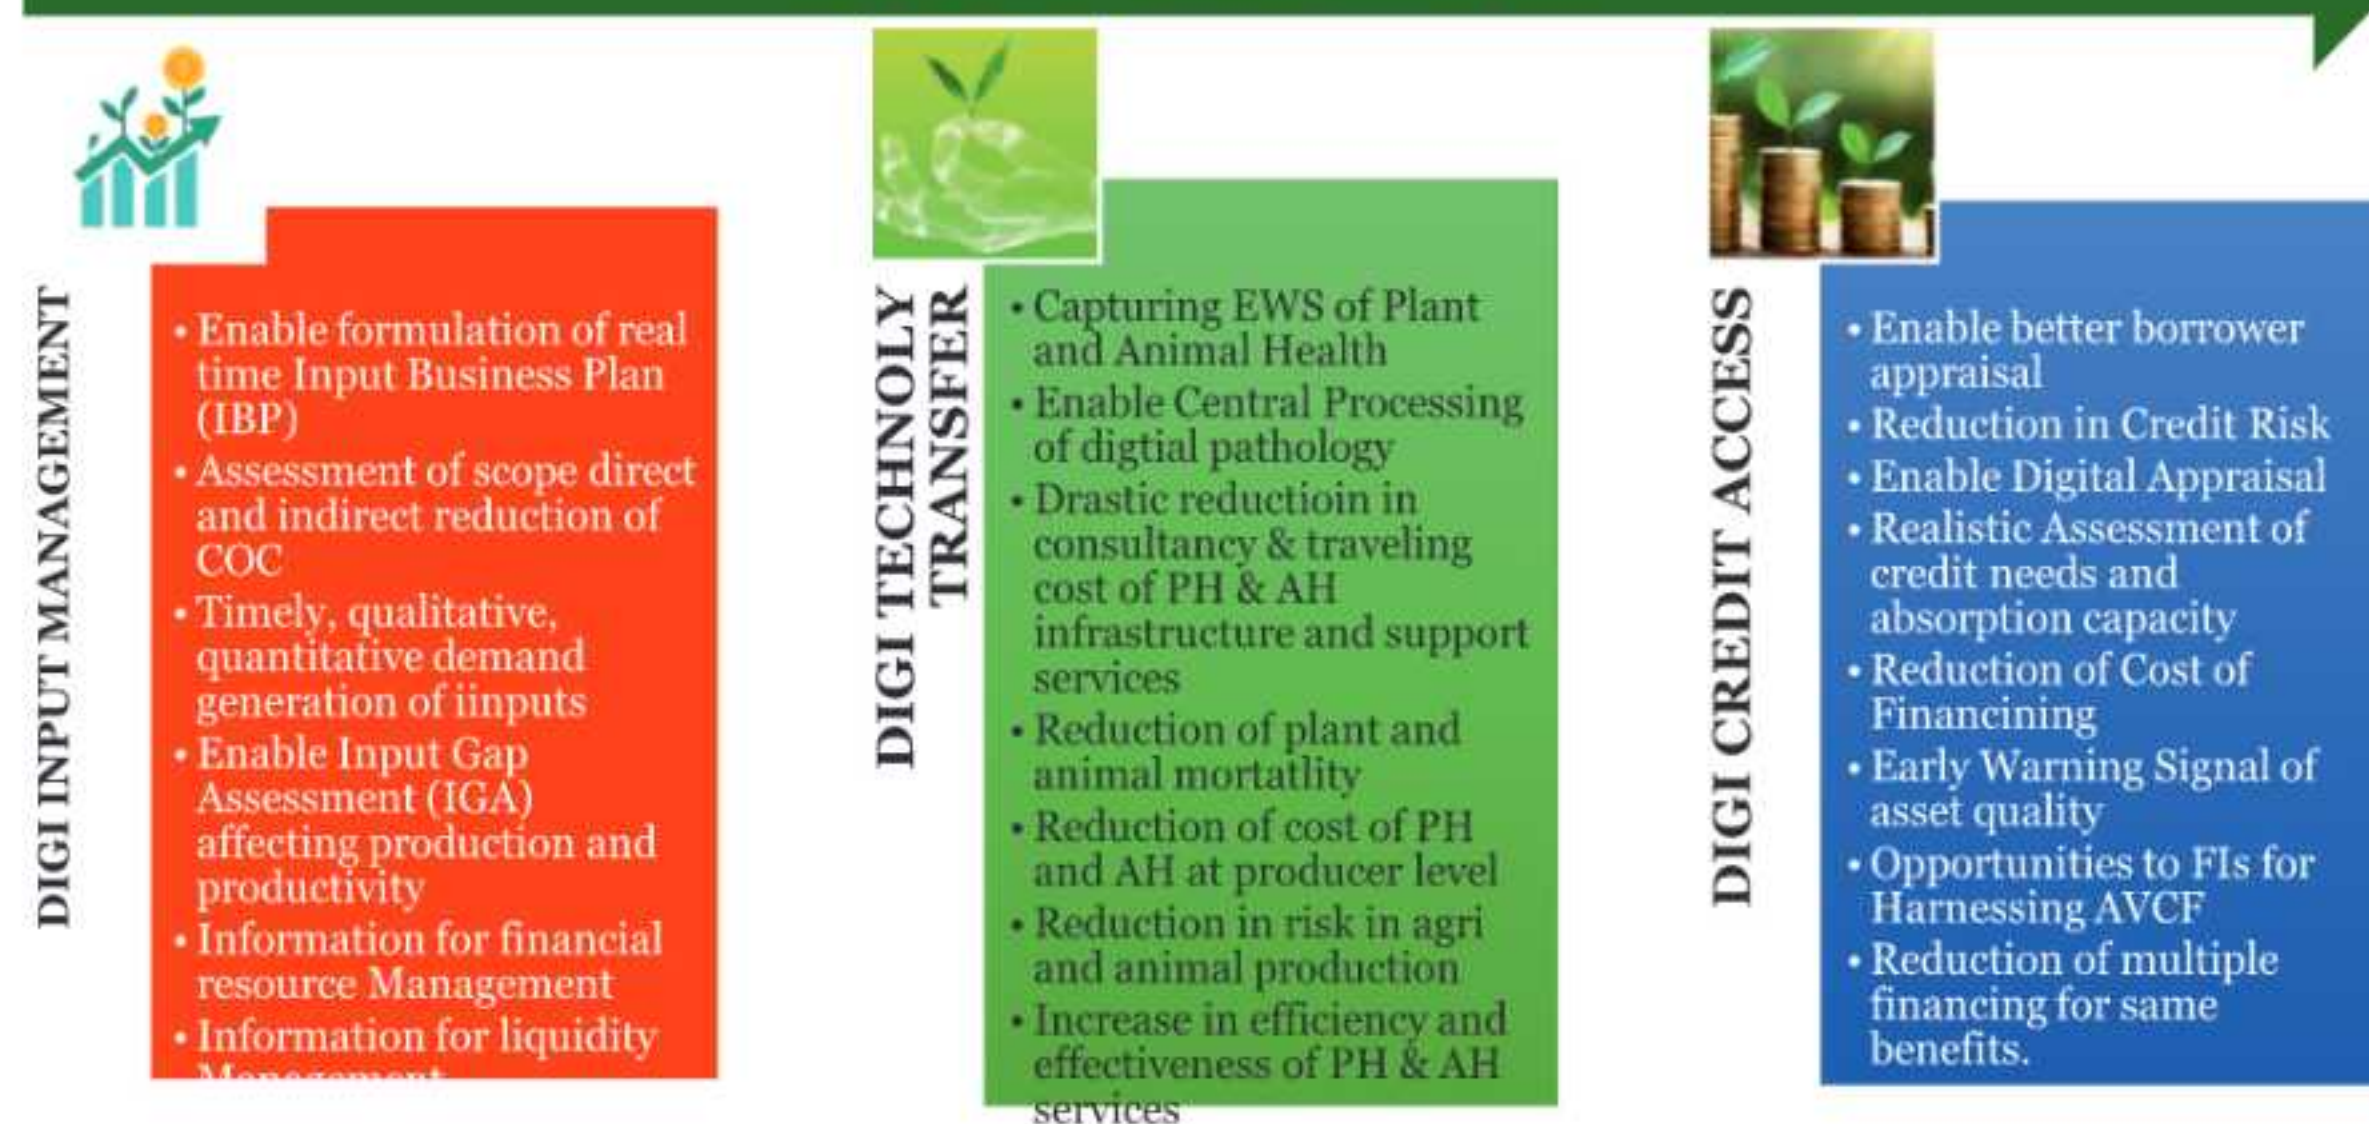 DIGI INPUT MANAGEMENT
• Enable formulation of real
time Input Business Plan
(IBP)
• Assessment of scope direct
and indirect reduction of
COC
• Timely, qualitative,
quantitative demand
generation of iinputs
• Enable Input Gap
Assessment (IGA)
affecting production and
productivity
• Information for financial
resource Management
• Information for liquidity
Management
DIGI TECHNOLY
TRANSFER
• Capturing EWS of Plant
and Animal Health
• Enable Central Processing
of digtial pathology
• Drastic reductioin in
consultancy & traveling
cost of PH & AH
infrastructure and support
services
• Reduction of plant and
animal mortatlity
• Reduction of cost of PH
and AH at producer level
• Reduction in risk in agri
and animal production
• Increase in efficiency and
effectiveness of PH & AH
services
DIGI CREDIT ACCESS
• Enable better borrower
appraisal
• Reduction in Credit Risk
• Enable Digital Appraisal
• Realistic Assessment of
credit needs and
absorption capacity
• Reduction of Cost of
Financining
• Early Warning Signal of
asset quality
• Opportunities to FIs for
Harnessing AVCF
• Reduction of multiple
financing for same
benefits.